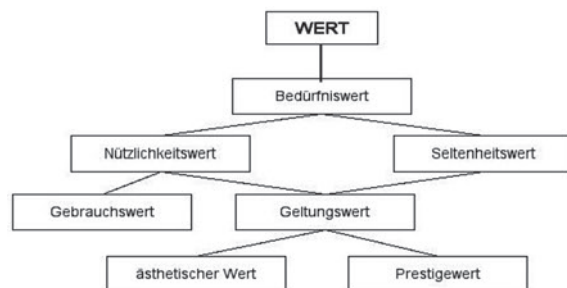 WERT
Bedürfniswert
Nützlichkeitswert
Seltenheitswert
Gebrauchswert
Geltungswert
ästhetischer Wert
Prestigewert